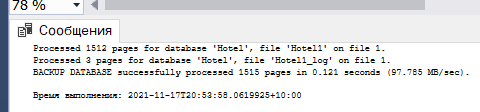 78 %
Сообщения
Processed 1512 pages for database 'Hotel', file 'Hotel1' on file 1.
Processed 3 pages for database 'Hotel', file 'Hotel1_log' on file 1.
BACKUP DATABASE successfully processed 1515 pages in 0.121 seconds (97.785 MB/sec).
Время выполнения: 2021-11-17T20:53:58.0619925+10:00